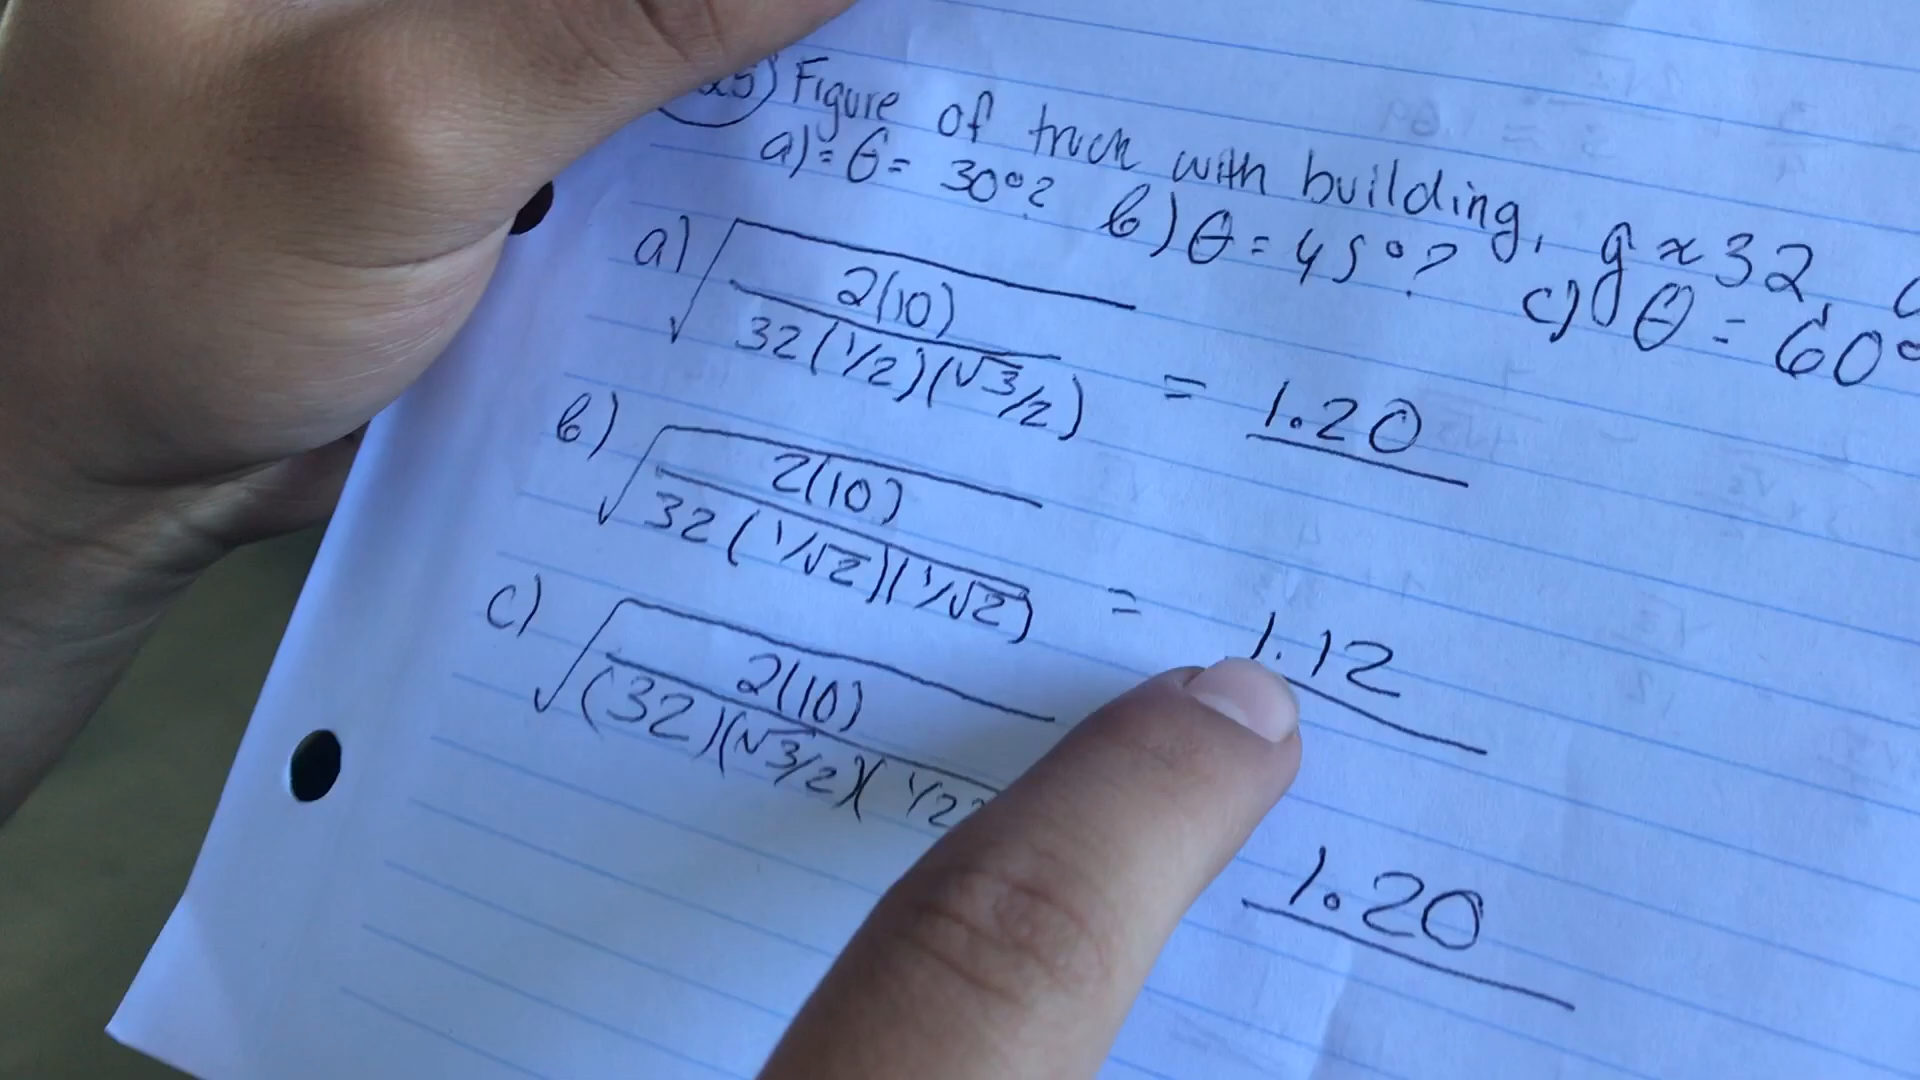 25) Figure of truck with building, g ≈ 32,
a) = θ = 30°? b) θ = 45°? c) θ = 60°
a) √2(10)/32(1/2)(√3/2) = 1.20
b) √2(10)/32(1/√2)(1/√2) = 1.12
c) √2(10)/(32)(√3/2)(1/2 1.20